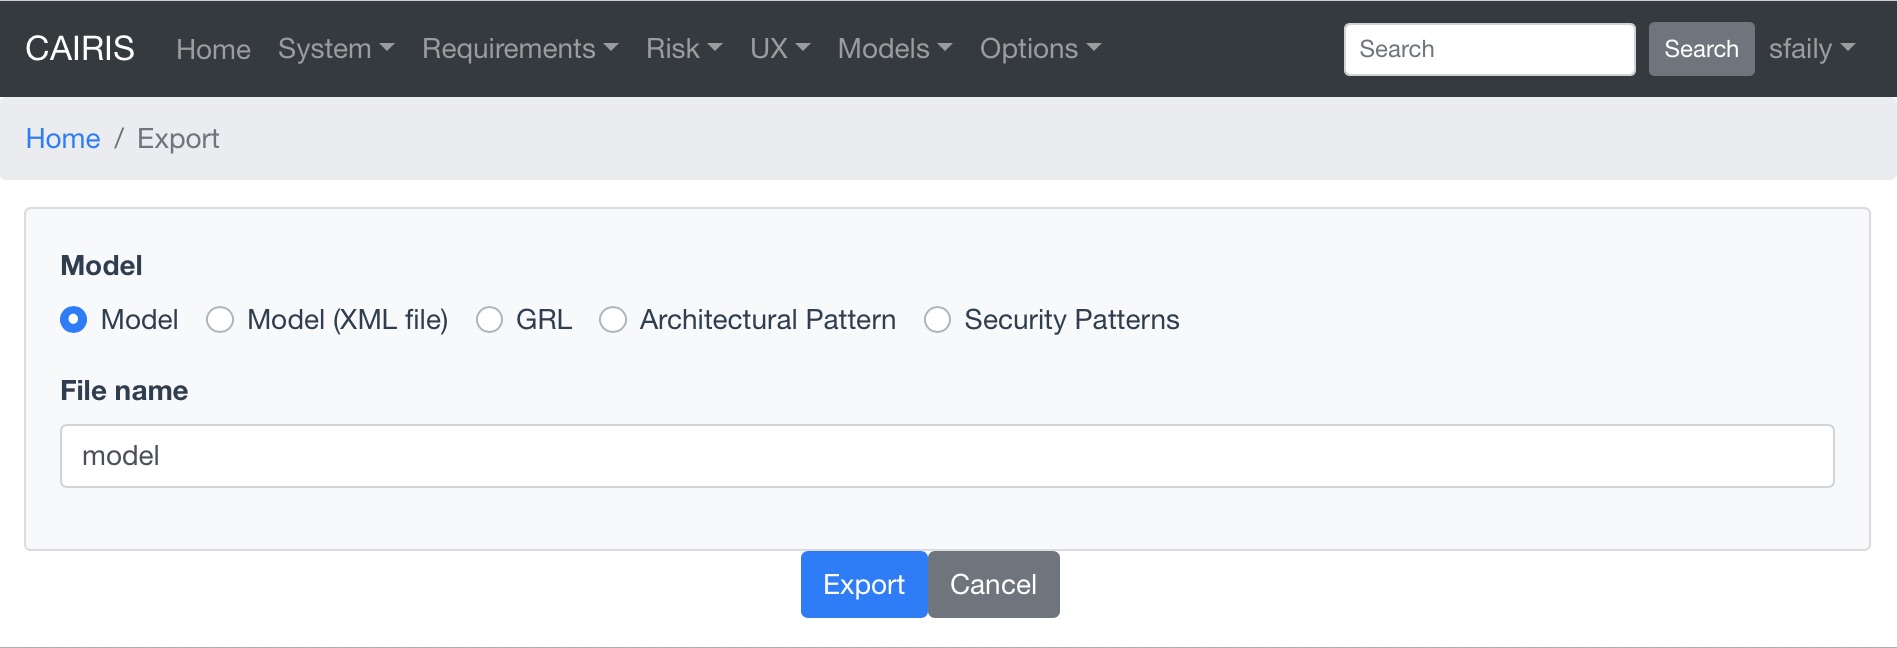 CAIRIS Home System Requirements Risk UX Models Options Search Search sfaily
Home / Export
Model
Model Model (XML file) GRL Architectural Pattern Security Patterns
File name
model
Export Cancel